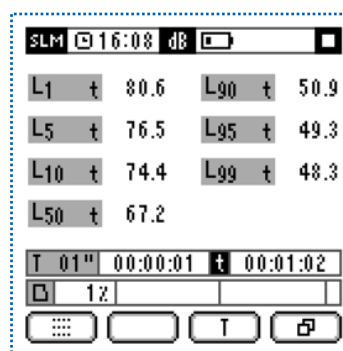 SLM 16:08 dB
L1 t 80.6 L90 t 50.9
L5 t 76.5 L95 t 49.3
L10 t 74.4 L99 t 48.3
L50 t 67.2
T 01" 00:00:01 t 00:01:02
1%
T